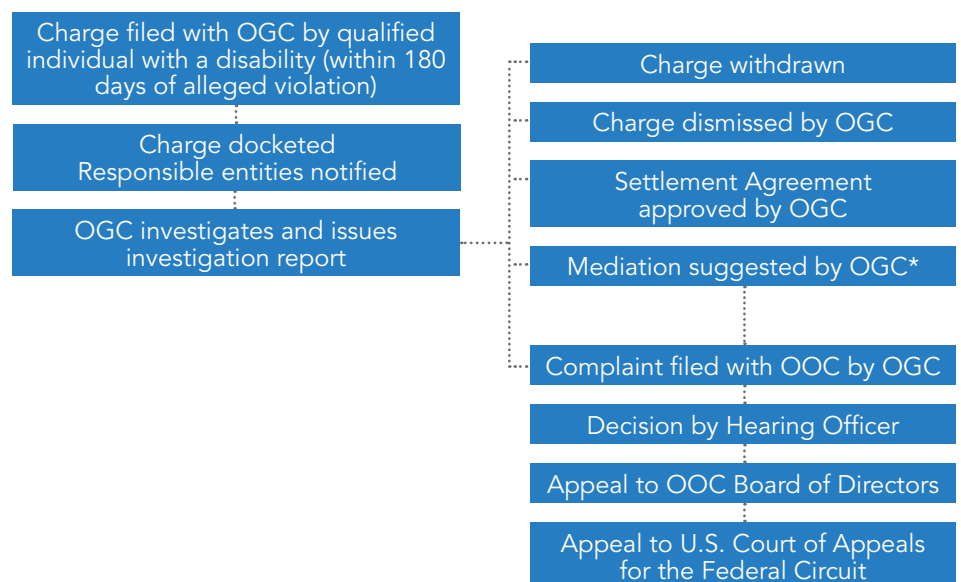 Charge filed with OGC by qualified
individual with a disability (within 180
days of alleged violation)
Charge docketed
Responsible entities notified
OGC investigates and issues
investigation report
Charge withdrawn
Charge dismissed by OGC
Settlement Agreement
approved by OGC
Mediation suggested by OGC*
Complaint filed with OOC by OGC
Decision by Hearing Officer
Appeal to OOC Board of Directors
Appeal to U.S. Court of Appeals
for the Federal Circuit